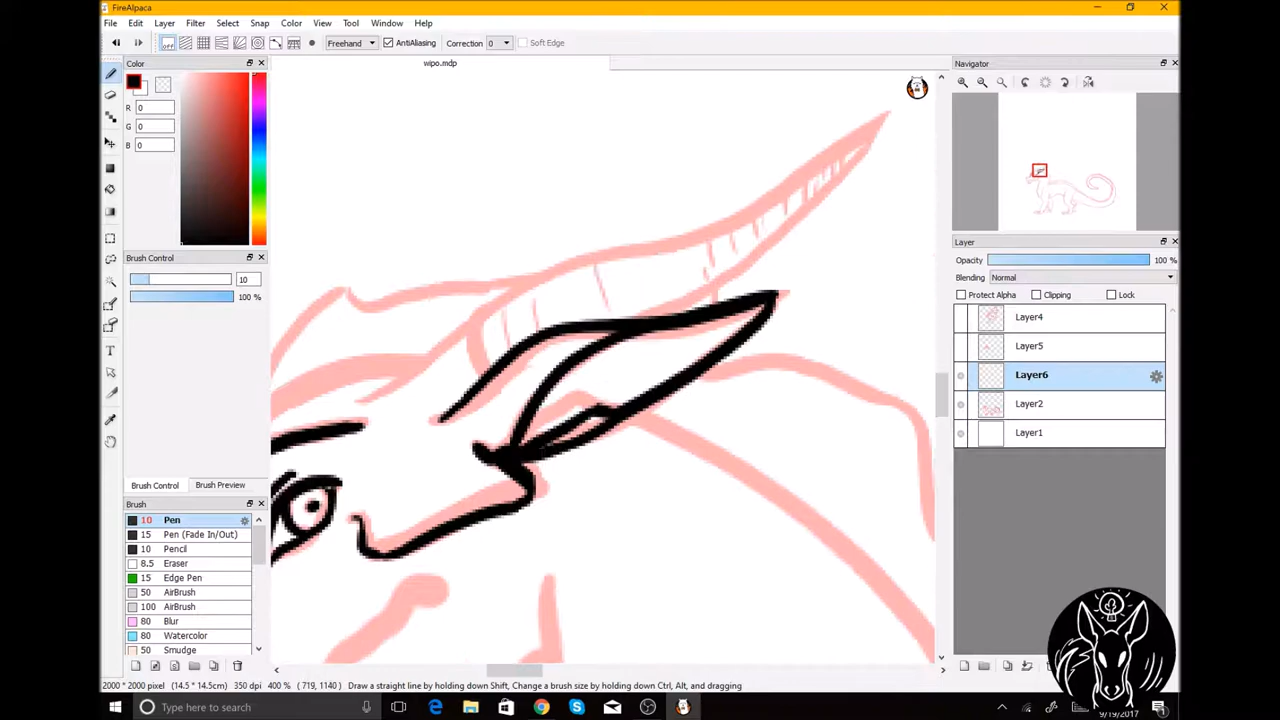 FireAlpaca
File Edit View Layer Filter Select Snap Color View Tool Window Help
OFF Freehand AntiAliasing Correction 0 Soft Edge
Color wipo.mdp Navigator
R 0
G 0
B 0
Layer
Brush Control
Opacity 100 %
10
Blending Normal
100 %
Protect Alpha Clipping Lock
Layer4
Layer5
Layer6
Layer2
Layer1
Brush Control Brush Preview
Brush
10 Pen
15 Pen (Fade In/Out)
10 Pencil
8.5 Eraser
15 Edge Pen
50 AirBrush
100 AirBrush
80 Blur
80 Watercolor
50 Smudge
2000 * 2000 pixel (14.5 * 14.5cm) 350 dpi 400 % (719, 1140) Draw a straight line by holding down Shift, Change a brush size by holding down Ctrl, Alt, and dragging
Type here to search
9/19/2017